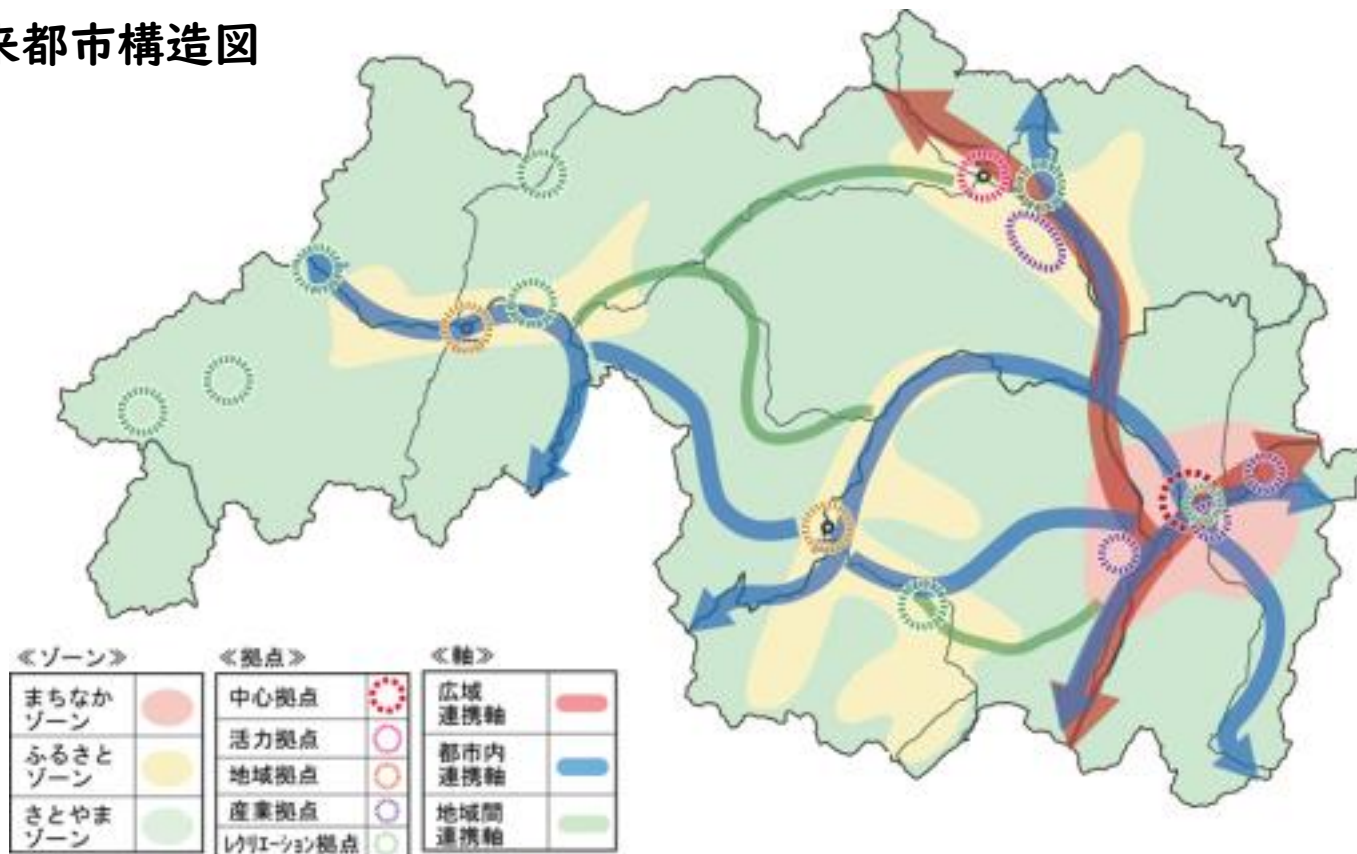 来都市構造図
≪ゾーン≫
まちなか
ゾーン
ふるさと
ゾーン
さとやま
ゾーン
≪拠点≫
中心拠点
活力拠点
地域拠点
産業拠点
レクリエーション拠点
≪軸≫
広域
連携軸
都市内
連携軸
地域間
連携軸